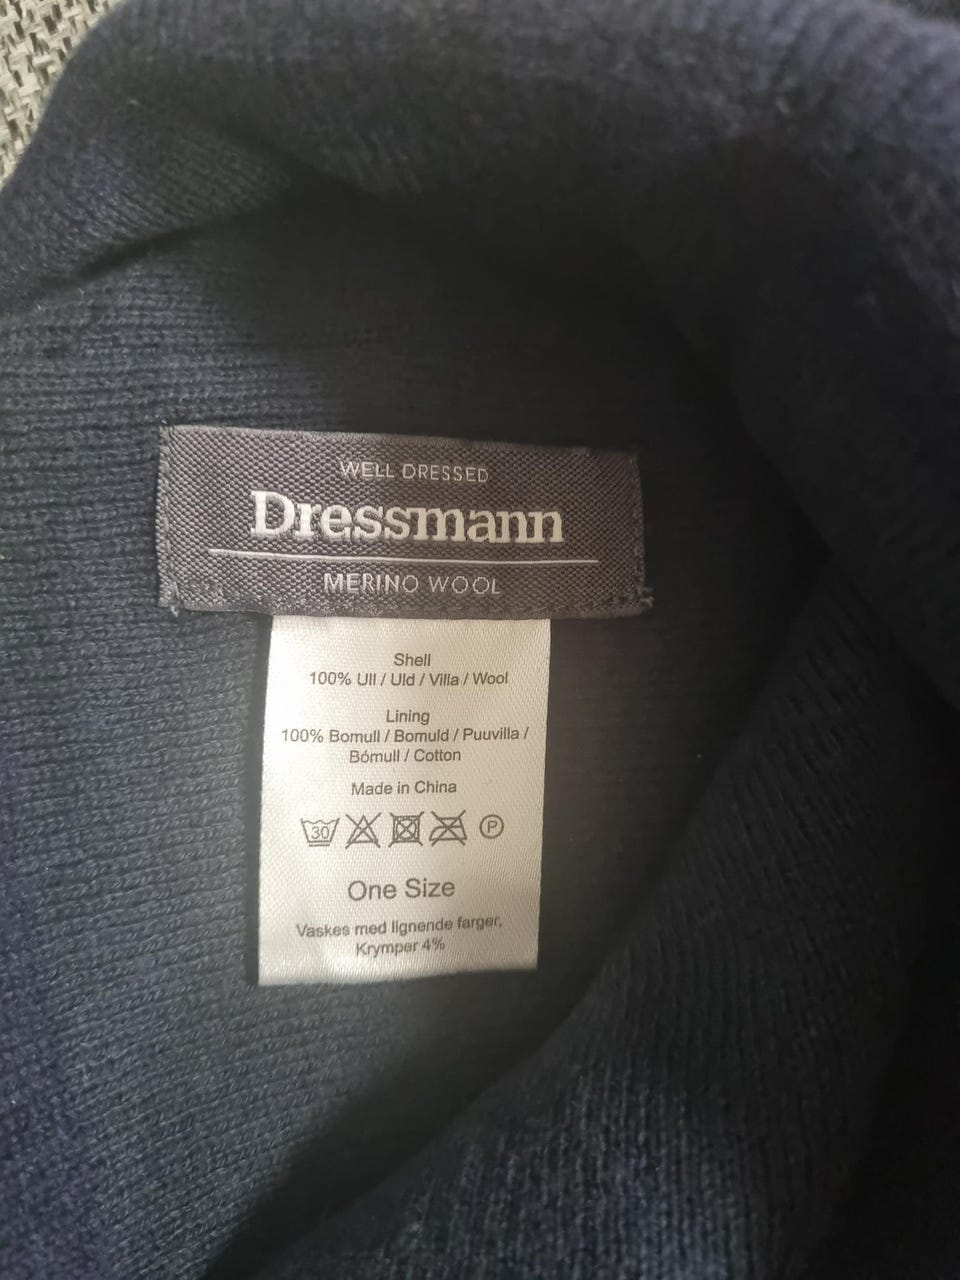 WELL DRESSED
Dressmann
MERINO WOOL
Shell
100% Ull / Uld / Villa / Wool
Lining
100% Bomull / Bomuld / Puuvilla /
Bómull / Cotton
Made in China
30 P
One Size
Vaskes med lignende farger,
Krymper 4%